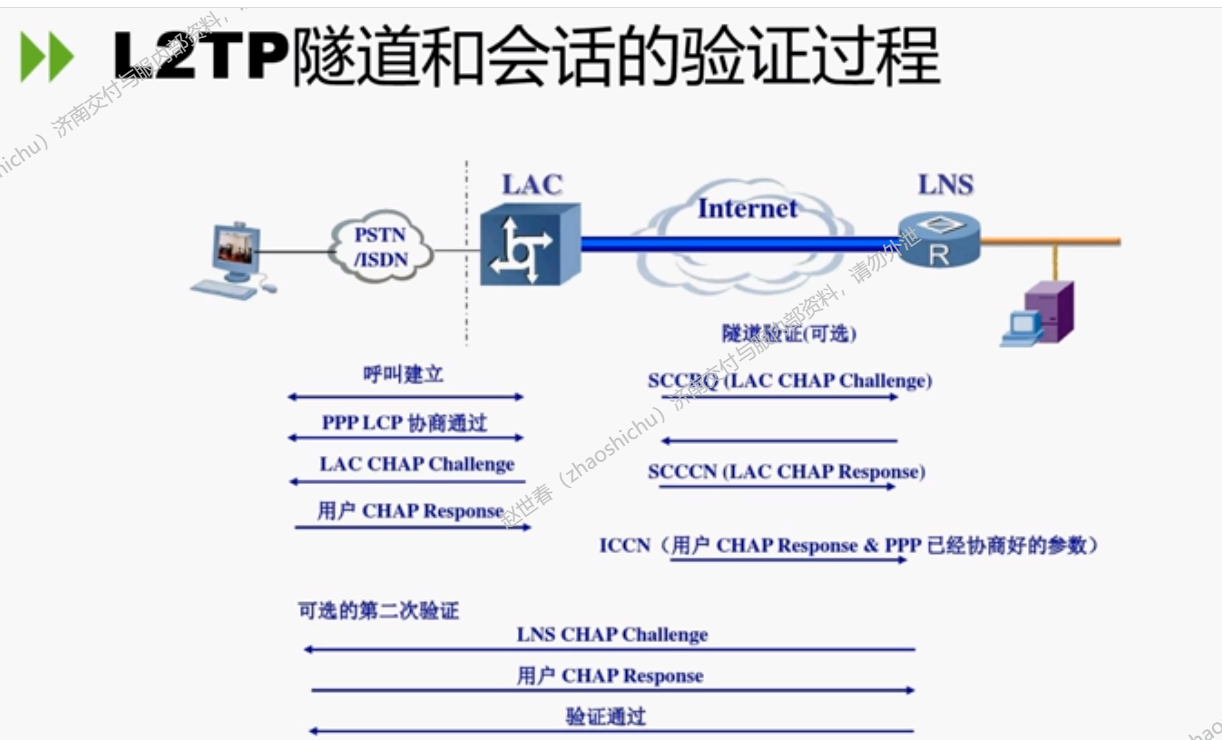 L2TP隧道和会话的验证过程
LAC
LNS
PSTN
/ISDN
Internet
R
隧道验证(可选)
呼叫建立
SCCRQ (LAC CHAP Challenge)
PPP LCP 协商通过
LAC CHAP Challenge
SCCCN (LAC CHAP Response)
用户 CHAP Response
ICCN（用户 CHAP Response & PPP 已经协商好的参数）
可选的第二次验证
LNS CHAP Challenge
用户 CHAP Response
验证通过
赵世春（zhaoshichu）济南交付与服内部资料，请勿外泄
hichu）济南交付与服内部资料，